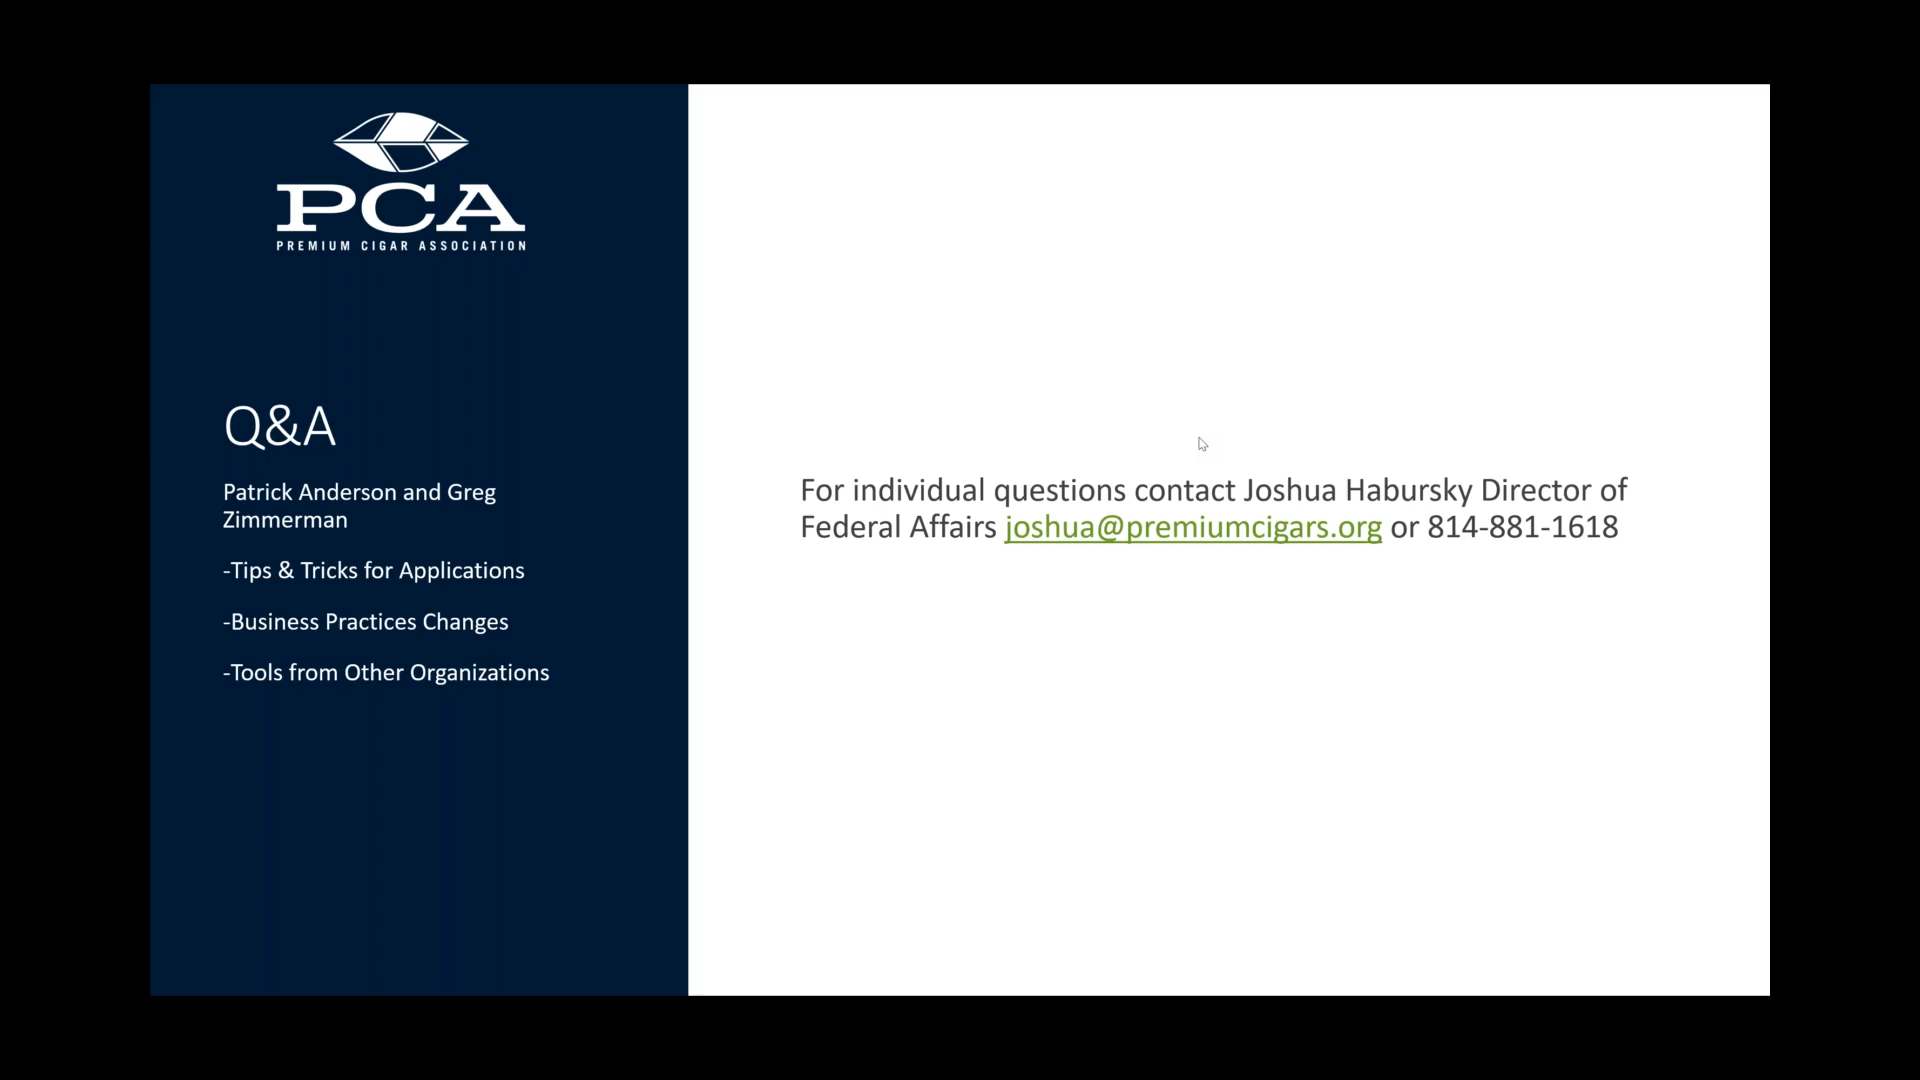 PCA
PREMIUM CIGAR ASSOCIATION
Q&A
Patrick Anderson and Greg
Zimmerman
-Tips & Tricks for Applications
-Business Practices Changes
-Tools from Other Organizations
For individual questions contact Joshua Habursky Director of
Federal Affairs joshua@premiumcigars.org or 814-881-1618